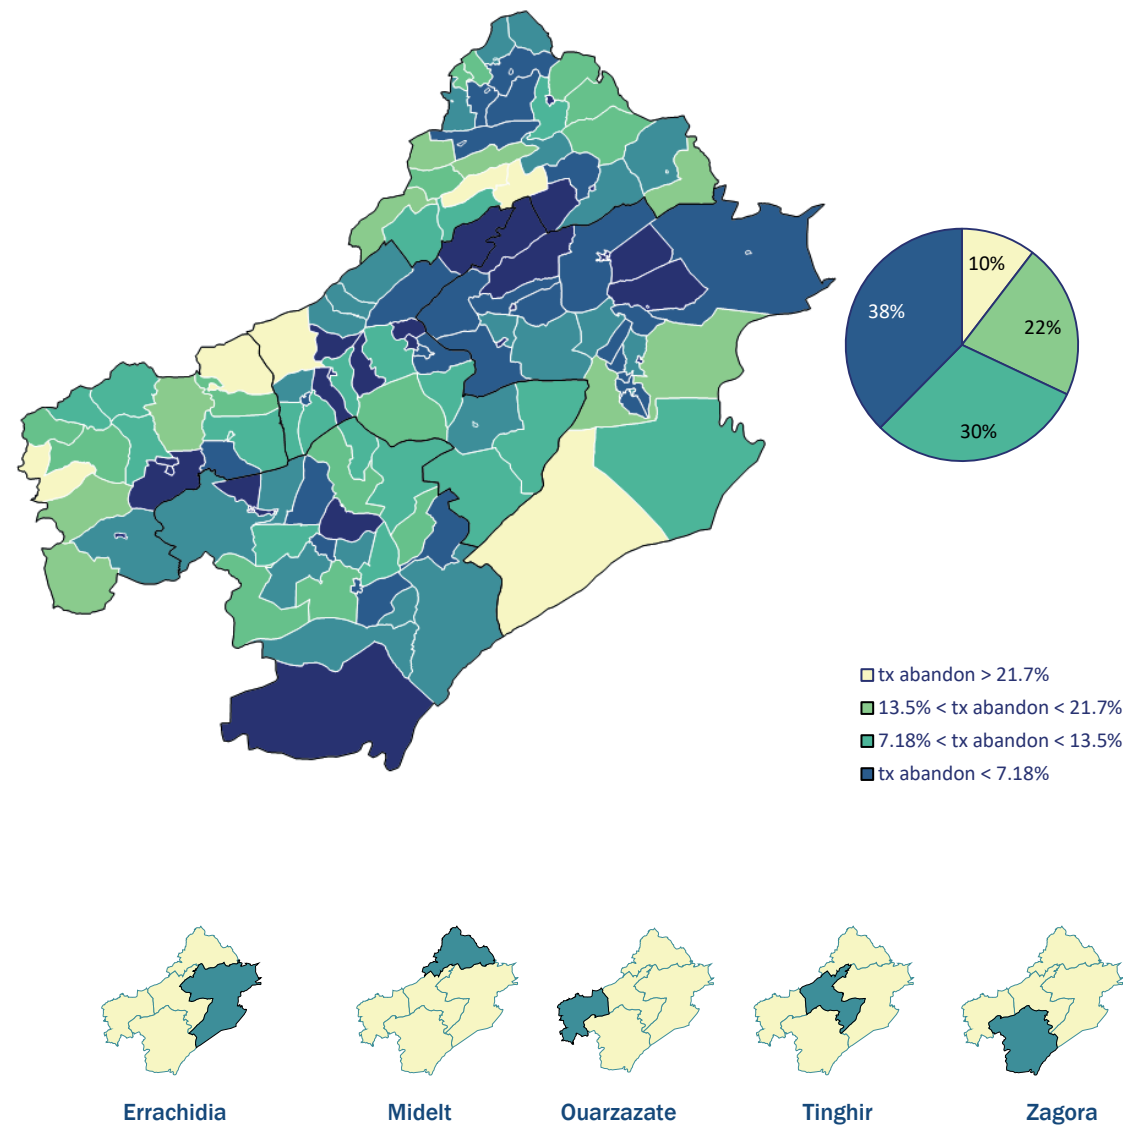 10%
38%
22%
30%
tx abandon > 21.7%
13.5% < tx abandon < 21.7%
7.18% < tx abandon < 13.5%
tx abandon < 7.18%
Errachidia Midelt Ouarzazate Tinghir Zagora